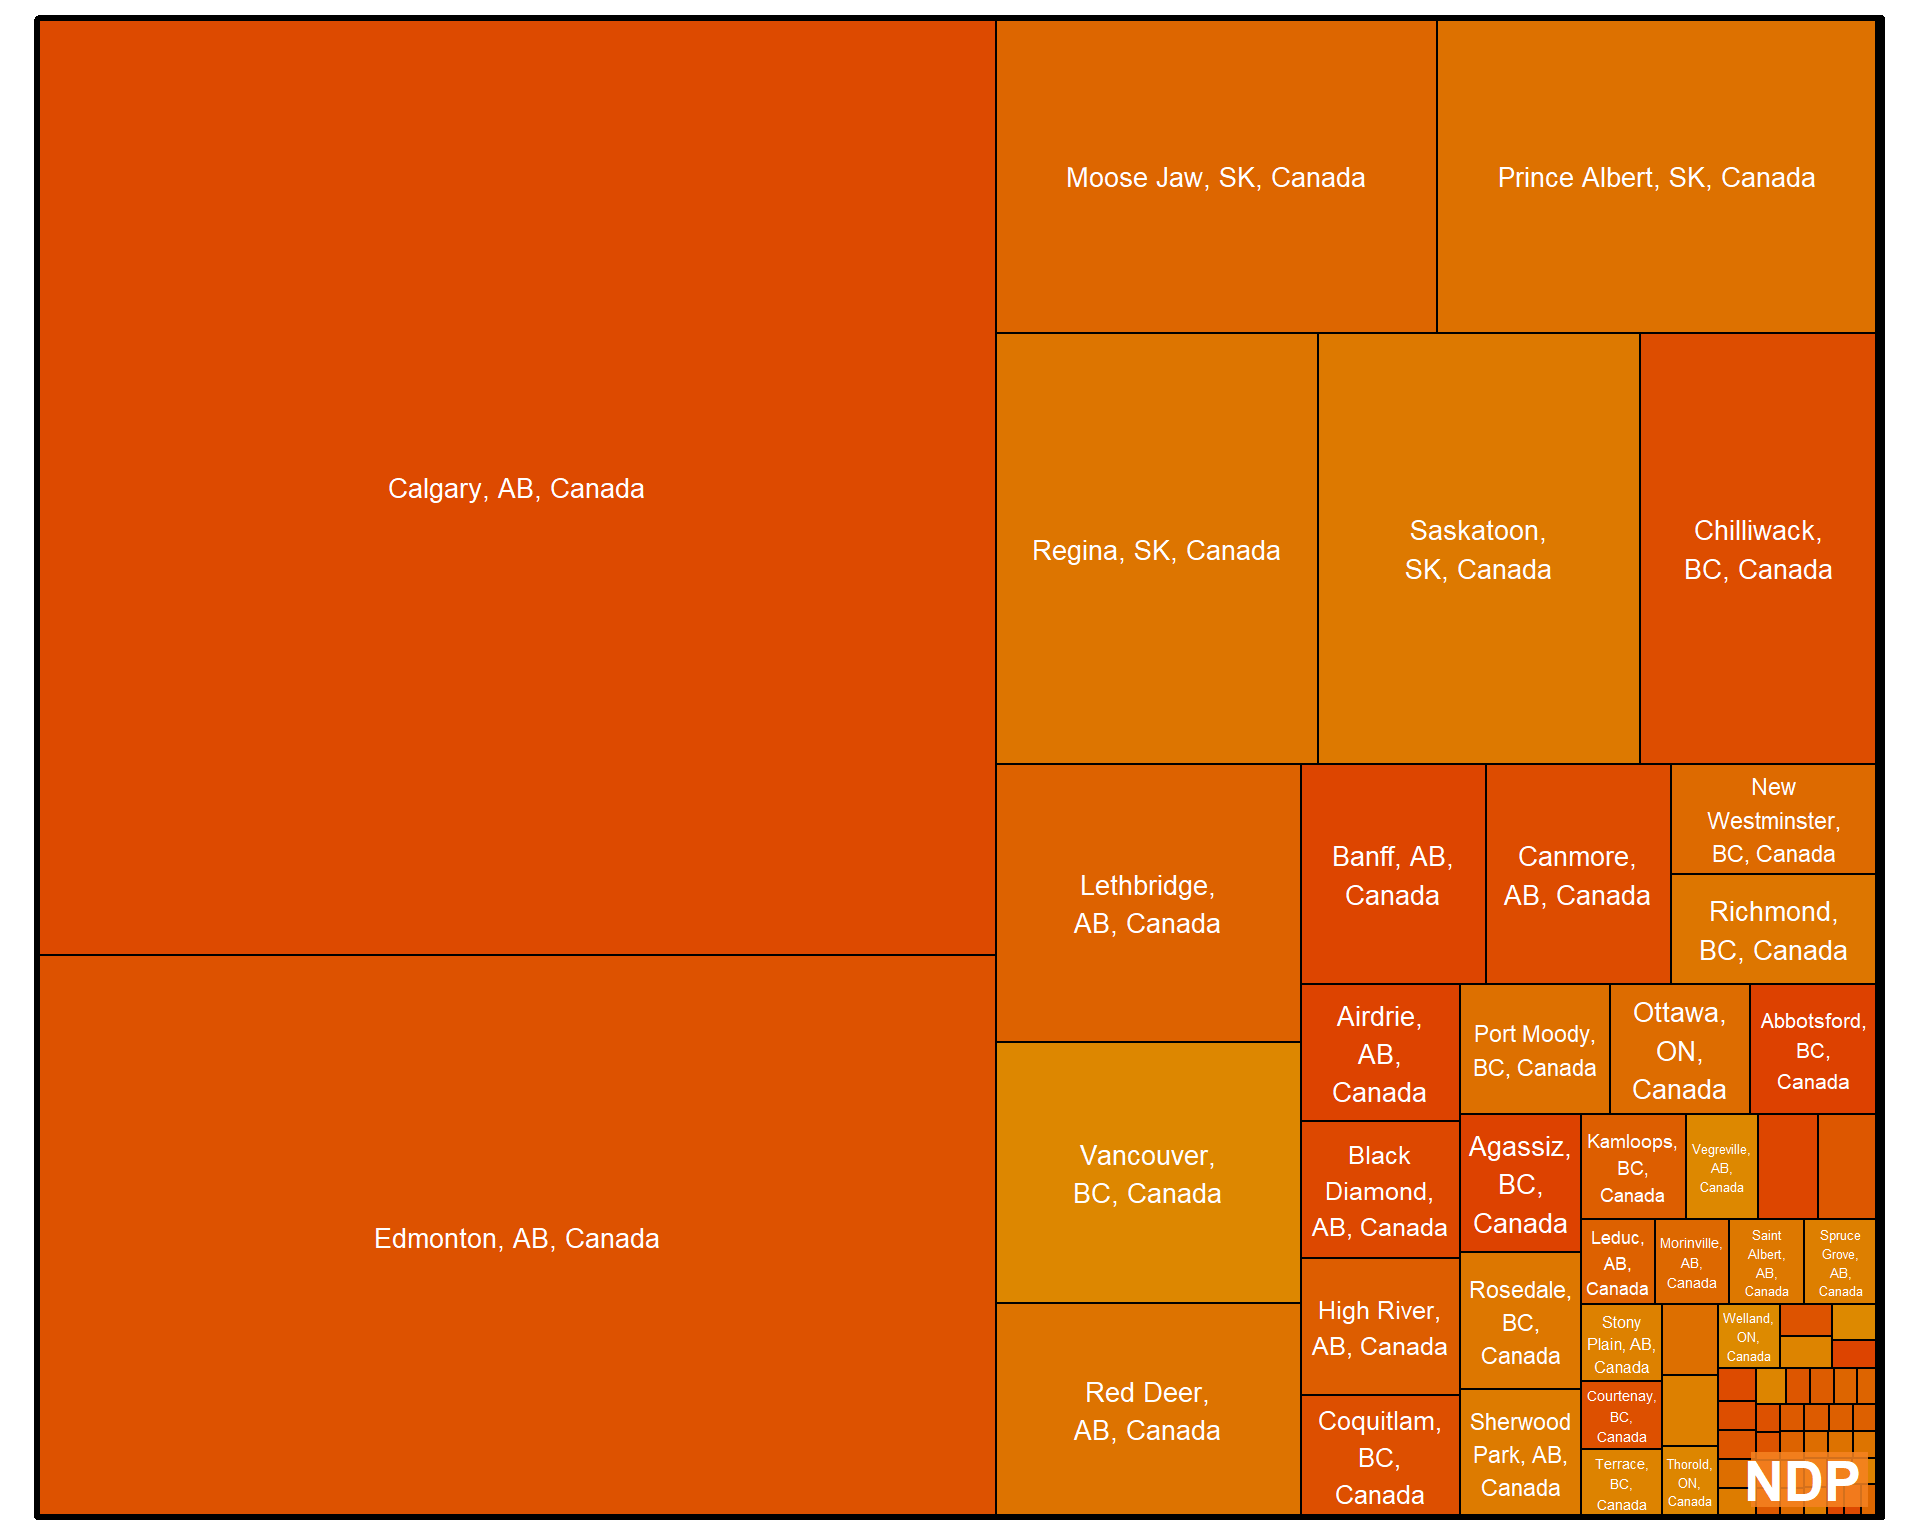 Calgary, AB, Canada
Edmonton, AB, Canada
Moose Jaw, SK, Canada
Prince Albert, SK, Canada
Regina, SK, Canada
Saskatoon,
SK, Canada
Chilliwack,
BC, Canada
Lethbridge,
AB, Canada
Vancouver,
BC, Canada
Red Deer,
AB, Canada
Banff, AB,
Canada
Canmore,
AB, Canada
New
Westminster,
BC, Canada
Richmond,
BC, Canada
Airdrie,
AB,
Canada
Black
Diamond,
AB, Canada
High River,
AB, Canada
Coquitlam,
BC,
Canada
Port Moody,
BC, Canada
Ottawa,
ON,
Canada
Abbotsford,
BC,
Canada
Agassiz,
BC,
Canada
Rosedale,
BC,
Canada
Sherwood
Park, AB,
Canada
Kamloops,
BC,
Canada
Vegreville,
AB,
Canada
Leduc,
AB,
Canada
Morinville,
AB,
Canada
Saint
Albert,
AB,
Canada
Spruce
Grove,
AB,
Canada
Stony
Plain, AB,
Canada
Courtenay,
BC,
Canada
Terrace,
BC,
Canada
Welland,
ON,
Canada
Thorold,
ON,
Canada
NDP